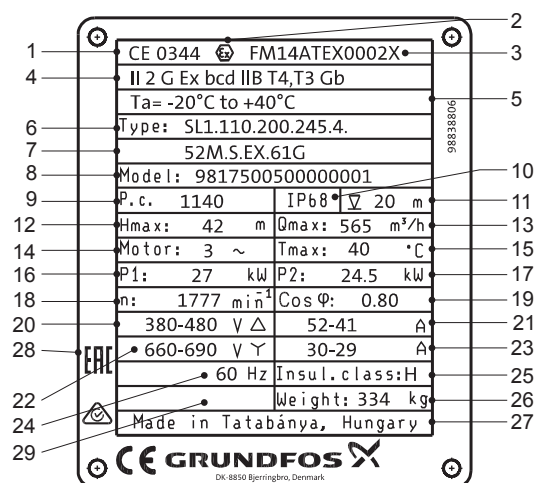 2
1 CE 0344 Ex FM14ATEX0002X 3
4 II 2 G Ex bcd IIB T4,T3 Gb
Ta= -20°C to +40°C 5
98838806
6 Type: SL1.110.200.245.4.
7 52M.S.EX.61G
8 Model: 9817500500000001 10
9 P.c. 1140 IP68 20 m 11
12 Hmax: 42 m Qmax: 565 m³/h 13
14 Motor: 3 ~ Tmax: 40 °C 15
16 P1: 27 kW P2: 24.5 kW 17
18 n: 1777 min⁻¹ Cos φ: 0.80 19
20 380-480 V △ 52-41 A 21
28 EAC
22 660-690 V Y 30-29 A 23
24 60 Hz Insul.class:H 25
29 Weight: 334 kg 26
Made in Tatabánya, Hungary 27
CE GRUNDFOS
DK-8850 Bjerringbro, Denmark